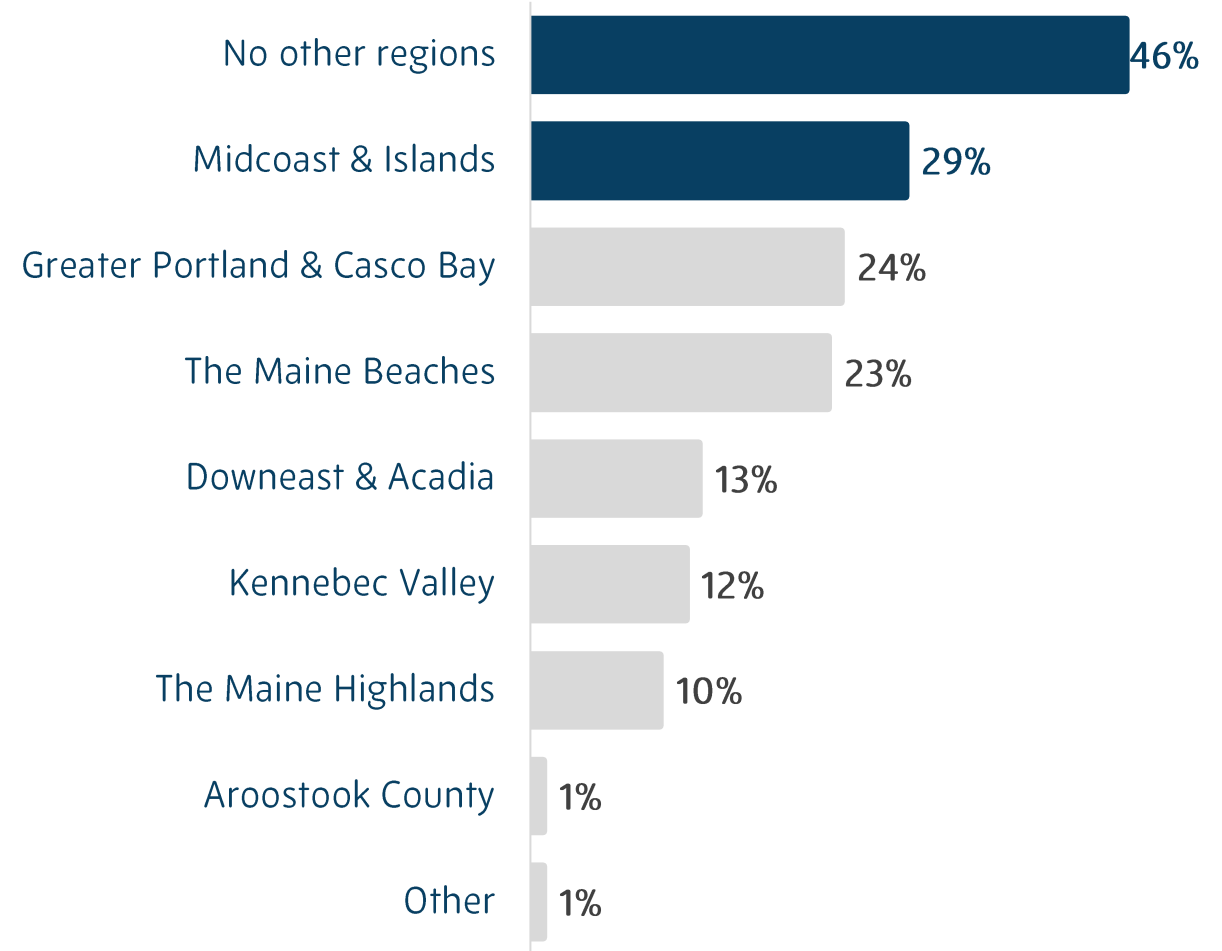 No other regions 46%
Midcoast & Islands 29%
Greater Portland & Casco Bay 24%
The Maine Beaches 23%
Downeast & Acadia 13%
Kennebec Valley 12%
The Maine Highlands 10%
Aroostook County 1%
Other 1%